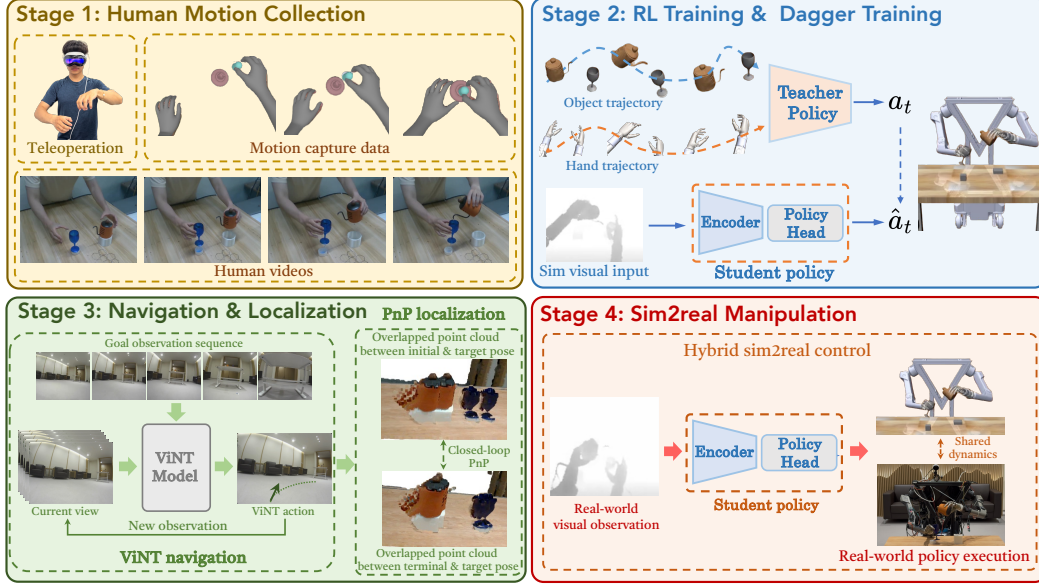 Stage 1: Human Motion Collection
Teleoperation
Motion capture data
Human videos
Stage 2: RL Training & Dagger Training
Object trajectory
Hand trajectory
Teacher
Policy
a_t
Sim visual input
Encoder
Policy
Head
Student policy
â_t
Stage 3: Navigation & Localization
Goal observation sequence
ViNT
Model
Current view
New observation
ViNT action
ViNT navigation
PnP localization
Overlapped point cloud
between initial & target pose
Closed-loop
PnP
Overlapped point cloud
between terminal & target pose
Stage 4: Sim2real Manipulation
Hybrid sim2real control
Real-world
visual observation
Encoder
Policy
Head
Student policy
Shared
dynamics
Real-world policy execution